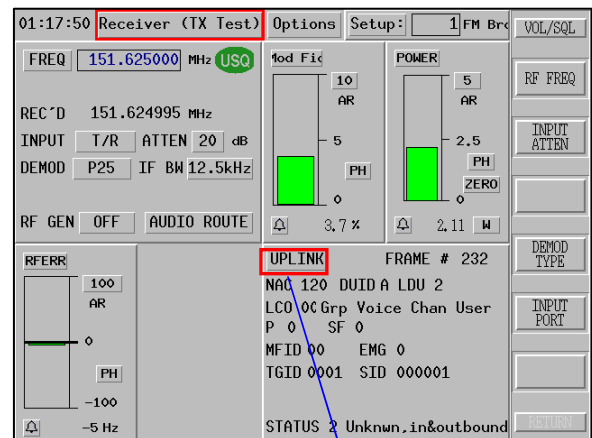 01:17:50 Receiver (TX Test) Options Setup: 1 FM Brc
VOL/SQL
FREQ 151.625000 MHz USQ
REC'D 151.624995 MHz
INPUT T/R ATTEN 20 dB
DEMOD P25 IF BW 12.5kHz
RF GEN OFF AUDIO ROUTE
Mod Fid
10
AR
5
PH
0
3.7 %
POWER
5
AR
2.5
PH
ZERO
0
2.11 W
RF FREQ
INPUT
ATTEN
DEMOD
TYPE
INPUT
PORT
RETURN
RFERR
100
AR
0
PH
-100
-5 Hz
UPLINK FRAME # 232
NAC 120 DUID A LDU 2
LCO 00 Grp Voice Chan User
P 0 SF 0
MFID 00 EMG 0
TGID 0001 SID 000001
STATUS 2 Unknwn,in&outbound